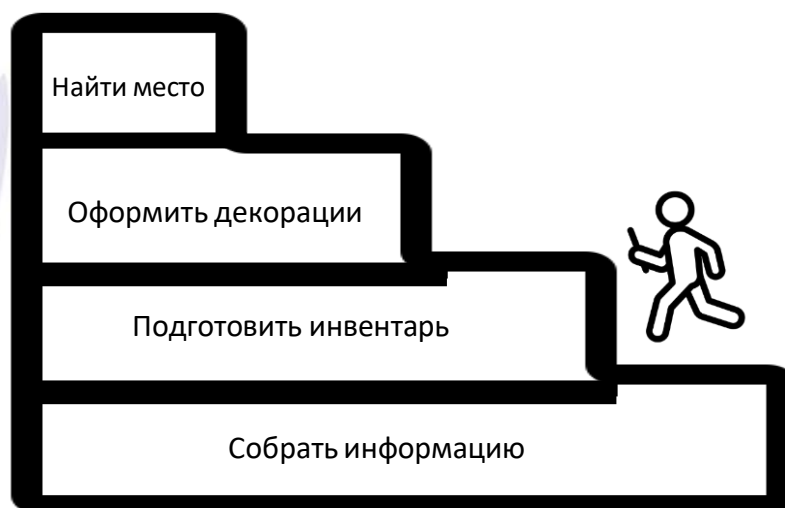 Найти место
Оформить декорации
Подготовить инвентарь
Собрать информацию